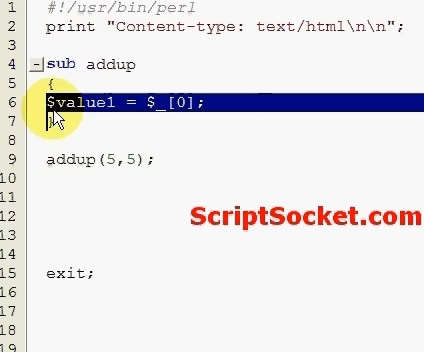 1 #!/usr/bin/perl
2 print "Content-type: text/html\n\n";
3
4 sub addup
5 {
6 $value1 = $_[0];
7 }
8
9 addup(5,5);
10
11
12 ScriptSocket.com
13
14
15 exit;
16
17
18
19